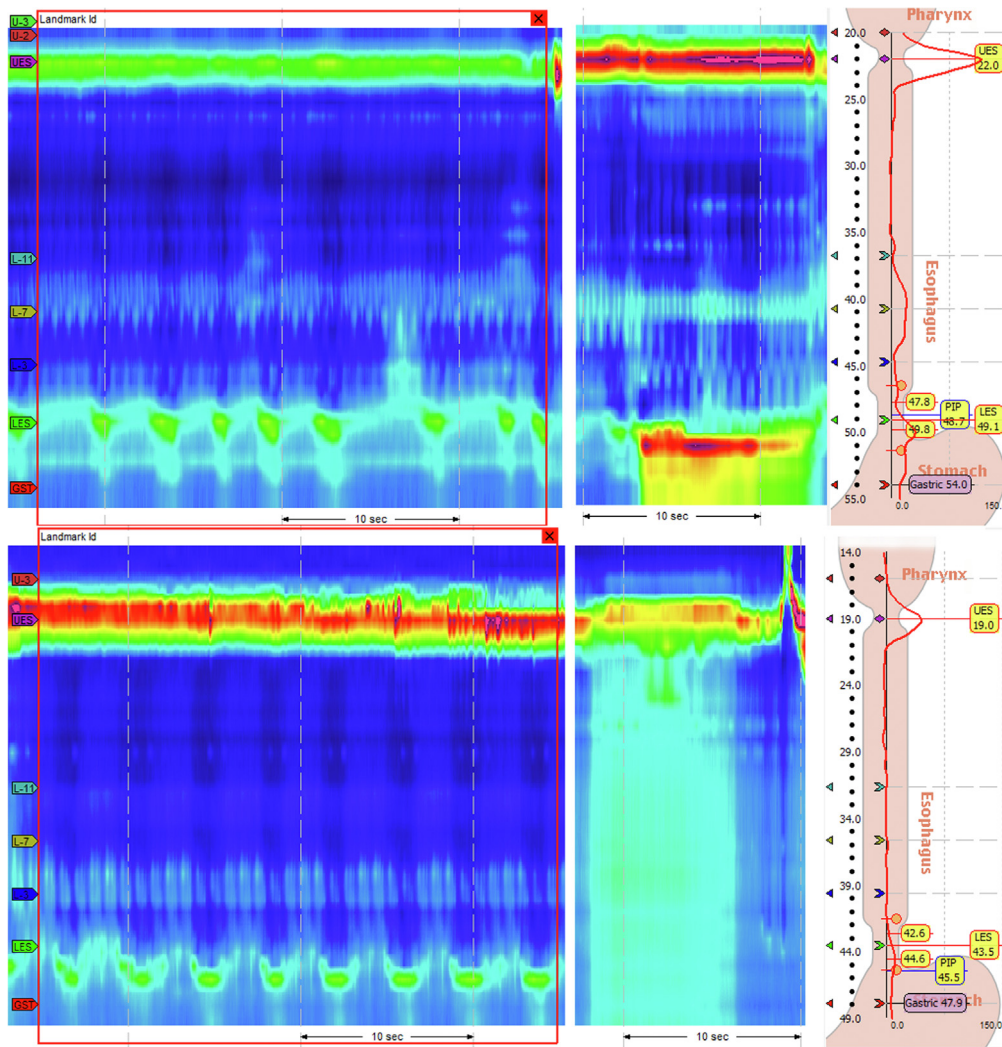 U-3
Landmark Id
U-2
UES
L-11
L-7
LES
GST
10 sec
10 sec
Pharynx
20.0
UES
22.0
25.0
30.0
35.0
Esophagus
40.0
45.0
47.8
PIP
48.7
LES
49.1
49.8
50.0
Stomach
Gastric 54.0
55.0
0.0
150.0
Landmark Id
U-3
UES
L-11
L-7
LES
GST
10 sec
10 sec
14.0
Pharynx
UES
19.0
19.0
24.0
29.0
34.0
Esophagus
39.0
42.6
LES
43.5
44.0
44.6
PIP
45.5
Gastric 47.9
49.0
0.0
150.0